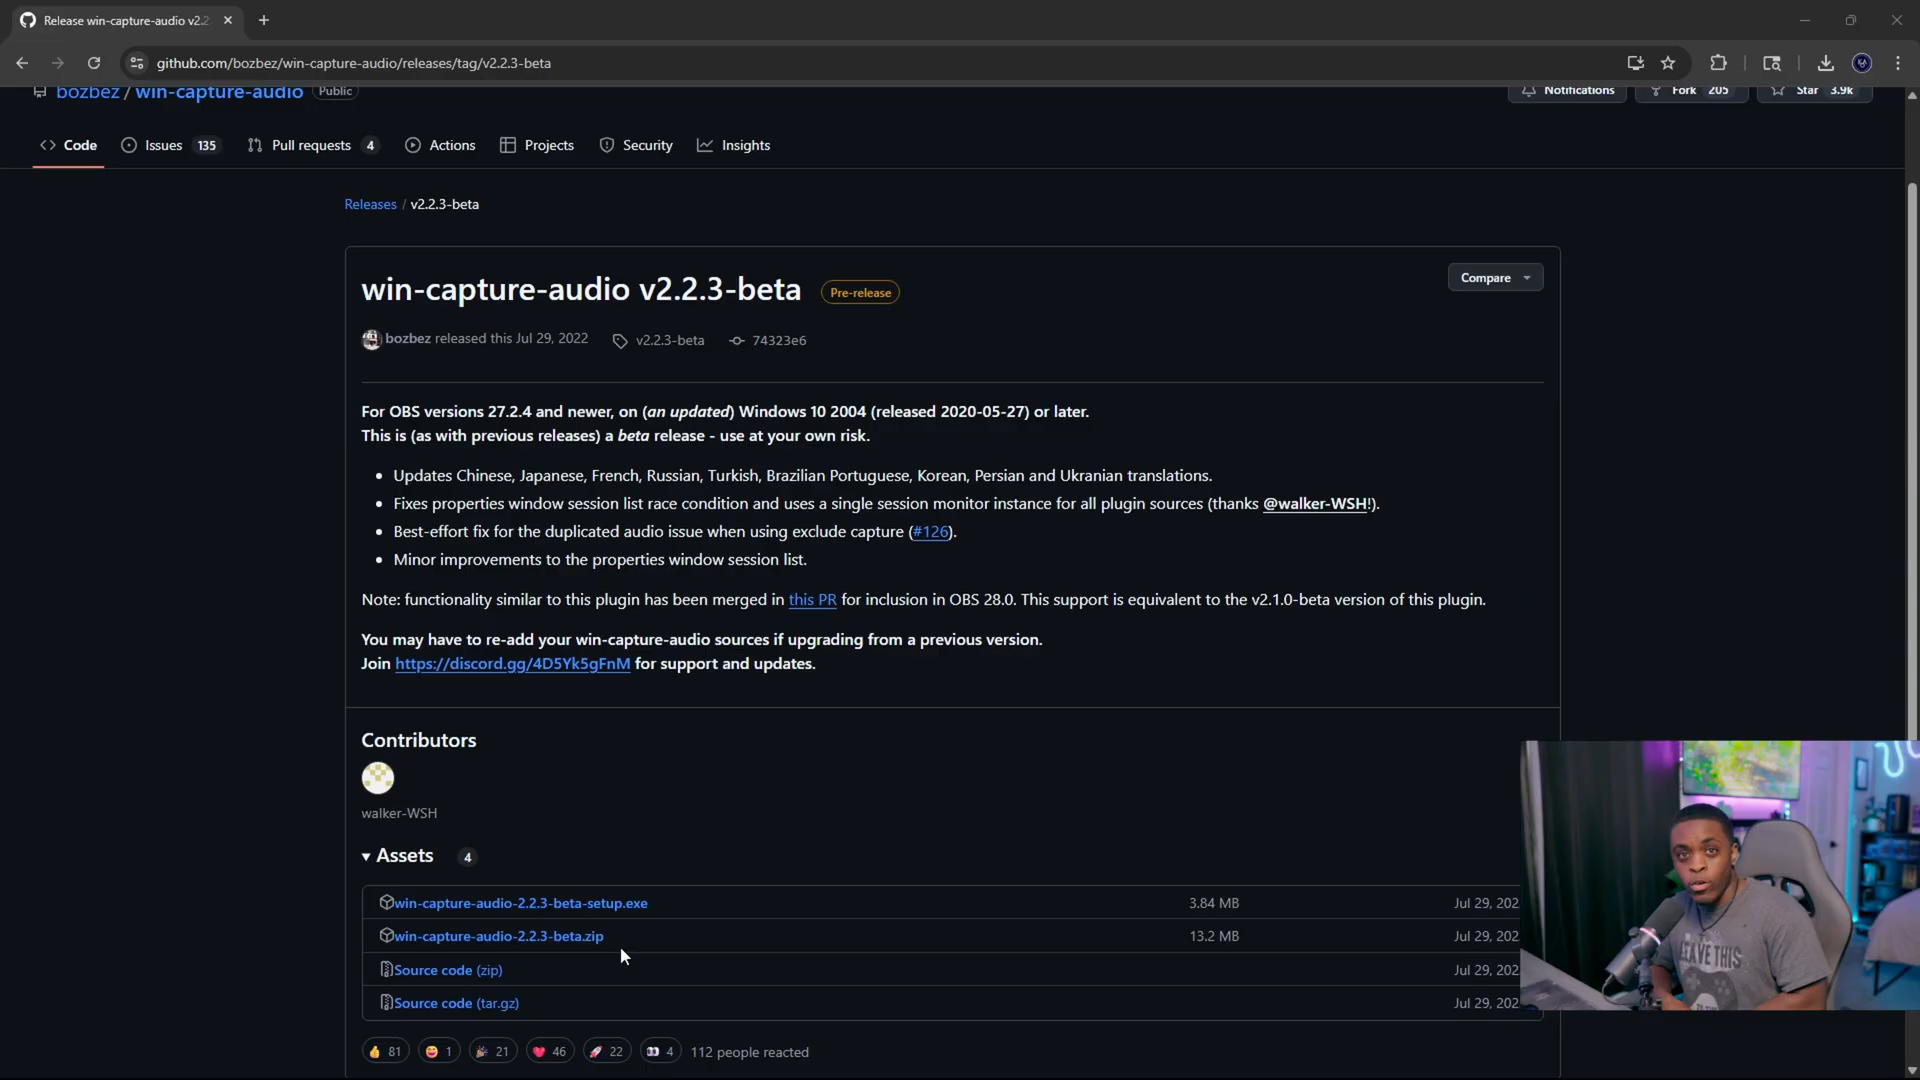 Release win-capture-audio v2.2
github.com/bozbez/win-capture-audio/releases/tag/v2.2.3-beta
bozbez / win-capture-audio Public
Notifications Fork 205 Star 3.9k
Code Issues 135 Pull requests 4 Actions Projects Security Insights
Releases / v2.2.3-beta
win-capture-audio v2.2.3-beta Pre-release Compare
bozbez released this Jul 29, 2022 v2.2.3-beta 74323e6
For OBS versions 27.2.4 and newer, on (an updated) Windows 10 2004 (released 2020-05-27) or later.
This is (as with previous releases) a beta release - use at your own risk.
Updates Chinese, Japanese, French, Russian, Turkish, Brazilian Portuguese, Korean, Persian and Ukranian translations.
Fixes properties window session list race condition and uses a single session monitor instance for all plugin sources (thanks @walker-WSH!).
Best-effort fix for the duplicated audio issue when using exclude capture (#126).
Minor improvements to the properties window session list.
Note: functionality similar to this plugin has been merged in this PR for inclusion in OBS 28.0. This support is equivalent to the v2.1.0-beta version of this plugin.
You may have to re-add your win-capture-audio sources if upgrading from a previous version.
Join https://discord.gg/4D5Yk5gFnM for support and updates.
Contributors
walker-WSH
Assets 4
win-capture-audio-2.2.3-beta-setup.exe 3.84 MB Jul 29, 202
win-capture-audio-2.2.3-beta.zip 13.2 MB Jul 29, 202
Source code (zip) Jul 29, 202
Source code (tar.gz) Jul 29, 202
81 1 21 46 22 4 112 people reacted
LEAVE THIS